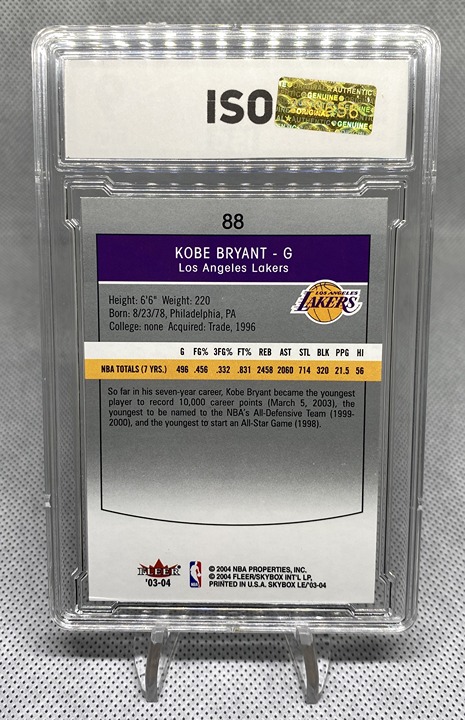 ISO
ORIGINAL AUTHENTIC
GENUINE
ORIGINAL
GENUINE
88
KOBE BRYANT - G
Los Angeles Lakers
LOS ANGELES
LAKERS
Height: 6'6" Weight: 220
Born: 8/23/78, Philadelphia, PA
College: none Acquired: Trade, 1996
G FG% 3FG% FT% REB AST STL BLK PPG HI
NBA TOTALS (7 YRS.) 496 .456 .332 .831 2458 2060 714 320 21.5 56
So far in his seven-year career, Kobe Bryant became the youngest
player to record 10,000 career points (March 5, 2003), the
youngest to be named to the NBA's All-Defensive Team (1999-
2000), and the youngest to start an All-Star Game (1998).
FLEER
'03-04
© 2004 NBA PROPERTIES, INC.
© 2004 FLEER/SKYBOX INT'L LP,
PRINTED IN U.S.A. SKYBOX LE/'03-04